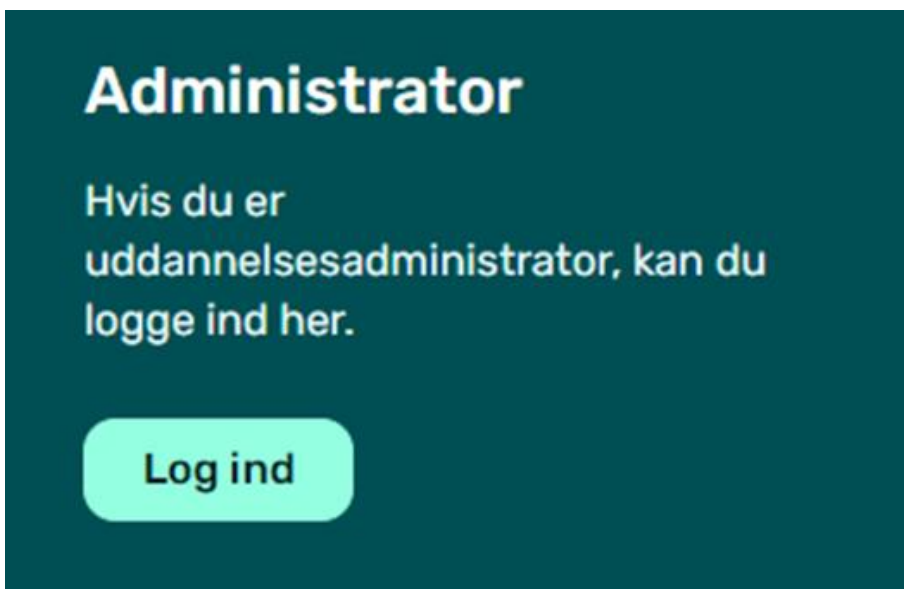 Administrator
Hvis du er
uddannelsesadministrator, kan du
logge ind her.
Log ind